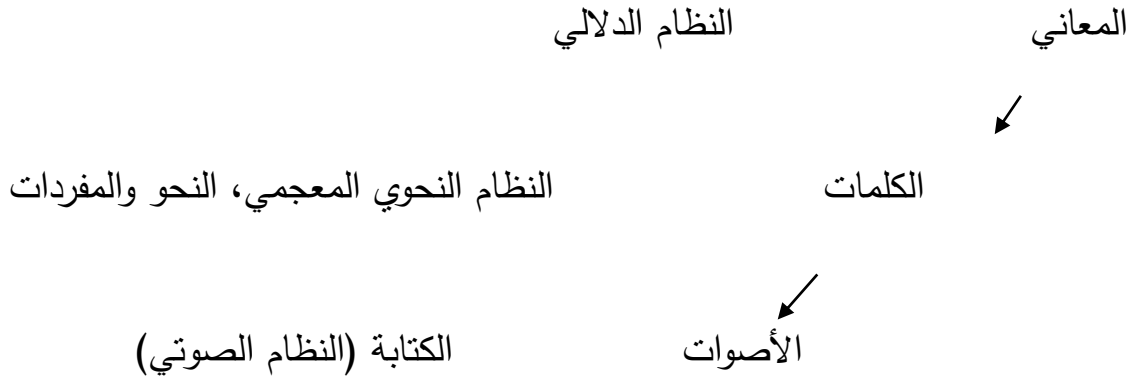 المعاني النظام الدلالي
الكلمات النظام النحوي المعجمي، النحو والمفردات
الأصوات الكتابة (النظام الصوتي)